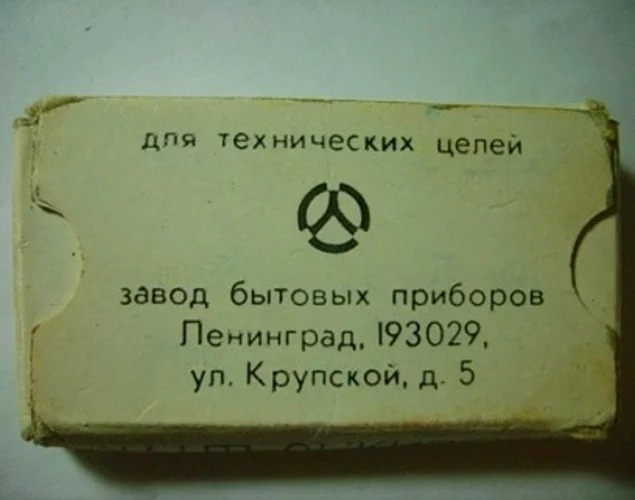 для технических целей
завод бытовых приборов
Ленинград, 193029,
ул. Крупской, д. 5